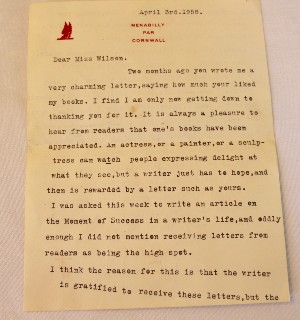 April 3rd.1958.
MENABILLY
PAR
CORNWALL
Dear Miss Wilson.
Two months ago you wrote me a
very charming letter,saying how much your liked
my books. I find I am only now getting down to
thanking you for it. It is always a pleasure to
hear from readers that one's books have been
appreciated. An actress,or a painter,or a sculp-
tress can watch people expressing delight at
what they see,but a writer just has to hope,and
then is rewarded by a letter such as yours.
I was asked this week to write an article on
the Moment of Success in a writer's life,and oddly
enough I did not mention receiving letters from
readers as being the high spot.
I think the reason for this is that the writer
is gratified to receive these letters,but the